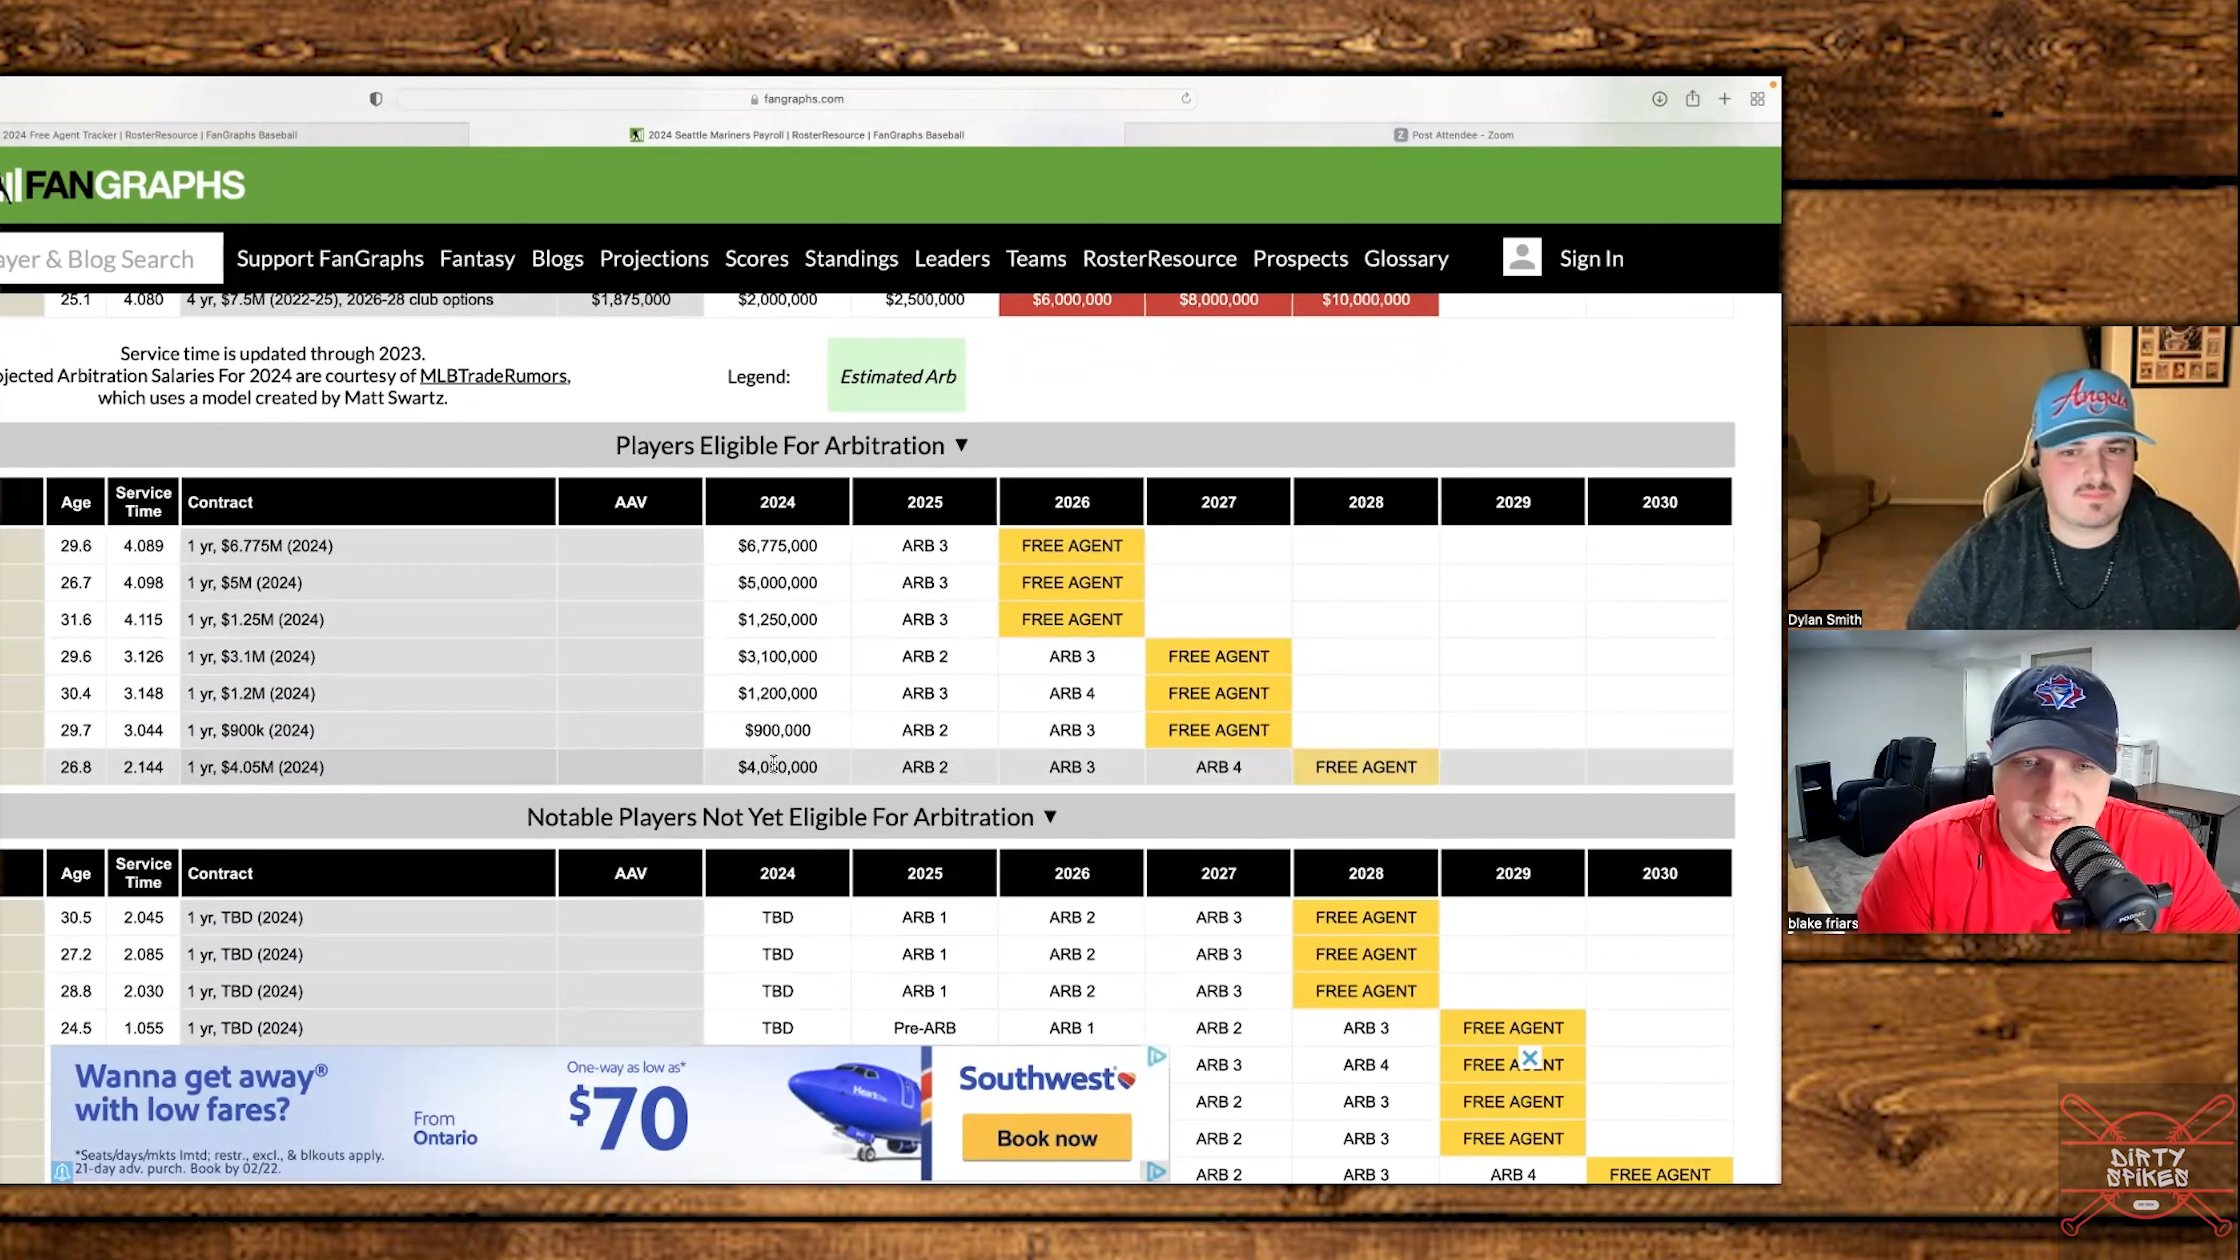 fangraphs.com
2024 Free Agent Tracker | RosterResource | FanGraphs Baseball
2024 Seattle Mariners Payroll | RosterResource | FanGraphs Baseball
Z Post Attendee - Zoom
FANGRAPHS
ayer & Blog Search Support FanGraphs Fantasy Blogs Projections Scores Standings Leaders Teams RosterResource Prospects Glossary Sign In
25.1 4.080 4 yr, $7.5M (2022-25), 2026-28 club options $1,875,000 $2,000,000 $2,500,000 $6,000,000 $8,000,000 $10,000,000
Service time is updated through 2023.
ojected Arbitration Salaries For 2024 are courtesy of MLBTradeRumors,
which uses a model created by Matt Swartz.
Legend: Estimated Arb
Players Eligible For Arbitration ▼
Age Service Time Contract AAV 2024 2025 2026 2027 2028 2029 2030
29.6 4.089 1 yr, $6.775M (2024) $6,775,000 ARB 3 FREE AGENT
26.7 4.098 1 yr, $5M (2024) $5,000,000 ARB 3 FREE AGENT
31.6 4.115 1 yr, $1.25M (2024) $1,250,000 ARB 3 FREE AGENT
29.6 3.126 1 yr, $3.1M (2024) $3,100,000 ARB 2 ARB 3 FREE AGENT
30.4 3.148 1 yr, $1.2M (2024) $1,200,000 ARB 3 ARB 4 FREE AGENT
29.7 3.044 1 yr, $900k (2024) $900,000 ARB 2 ARB 3 FREE AGENT
26.8 2.144 1 yr, $4.05M (2024) $4,050,000 ARB 2 ARB 3 ARB 4 FREE AGENT
Notable Players Not Yet Eligible For Arbitration ▼
Age Service Time Contract AAV 2024 2025 2026 2027 2028 2029 2030
30.5 2.045 1 yr, TBD (2024) TBD ARB 1 ARB 2 ARB 3 FREE AGENT
27.2 2.085 1 yr, TBD (2024) TBD ARB 1 ARB 2 ARB 3 FREE AGENT
28.8 2.030 1 yr, TBD (2024) TBD ARB 1 ARB 2 ARB 3 FREE AGENT
24.5 1.055 1 yr, TBD (2024) TBD Pre-ARB ARB 1 ARB 2 ARB 3 FREE AGENT
ARB 3 ARB 4 FREE AGENT
ARB 2 ARB 3 FREE AGENT
ARB 2 ARB 3 FREE AGENT
ARB 2 ARB 3 ARB 4 FREE AGENT
Wanna get away®
with low fares?
*Seats/days/mkts lmtd; restr., excl., & blkouts apply.
21-day adv. purch. Book by 02/22.
From
Ontario
One-way as low as*
$70
Southwest
Book now
Angels
Dylan Smith
blake friars
DIRTY
SPIKES